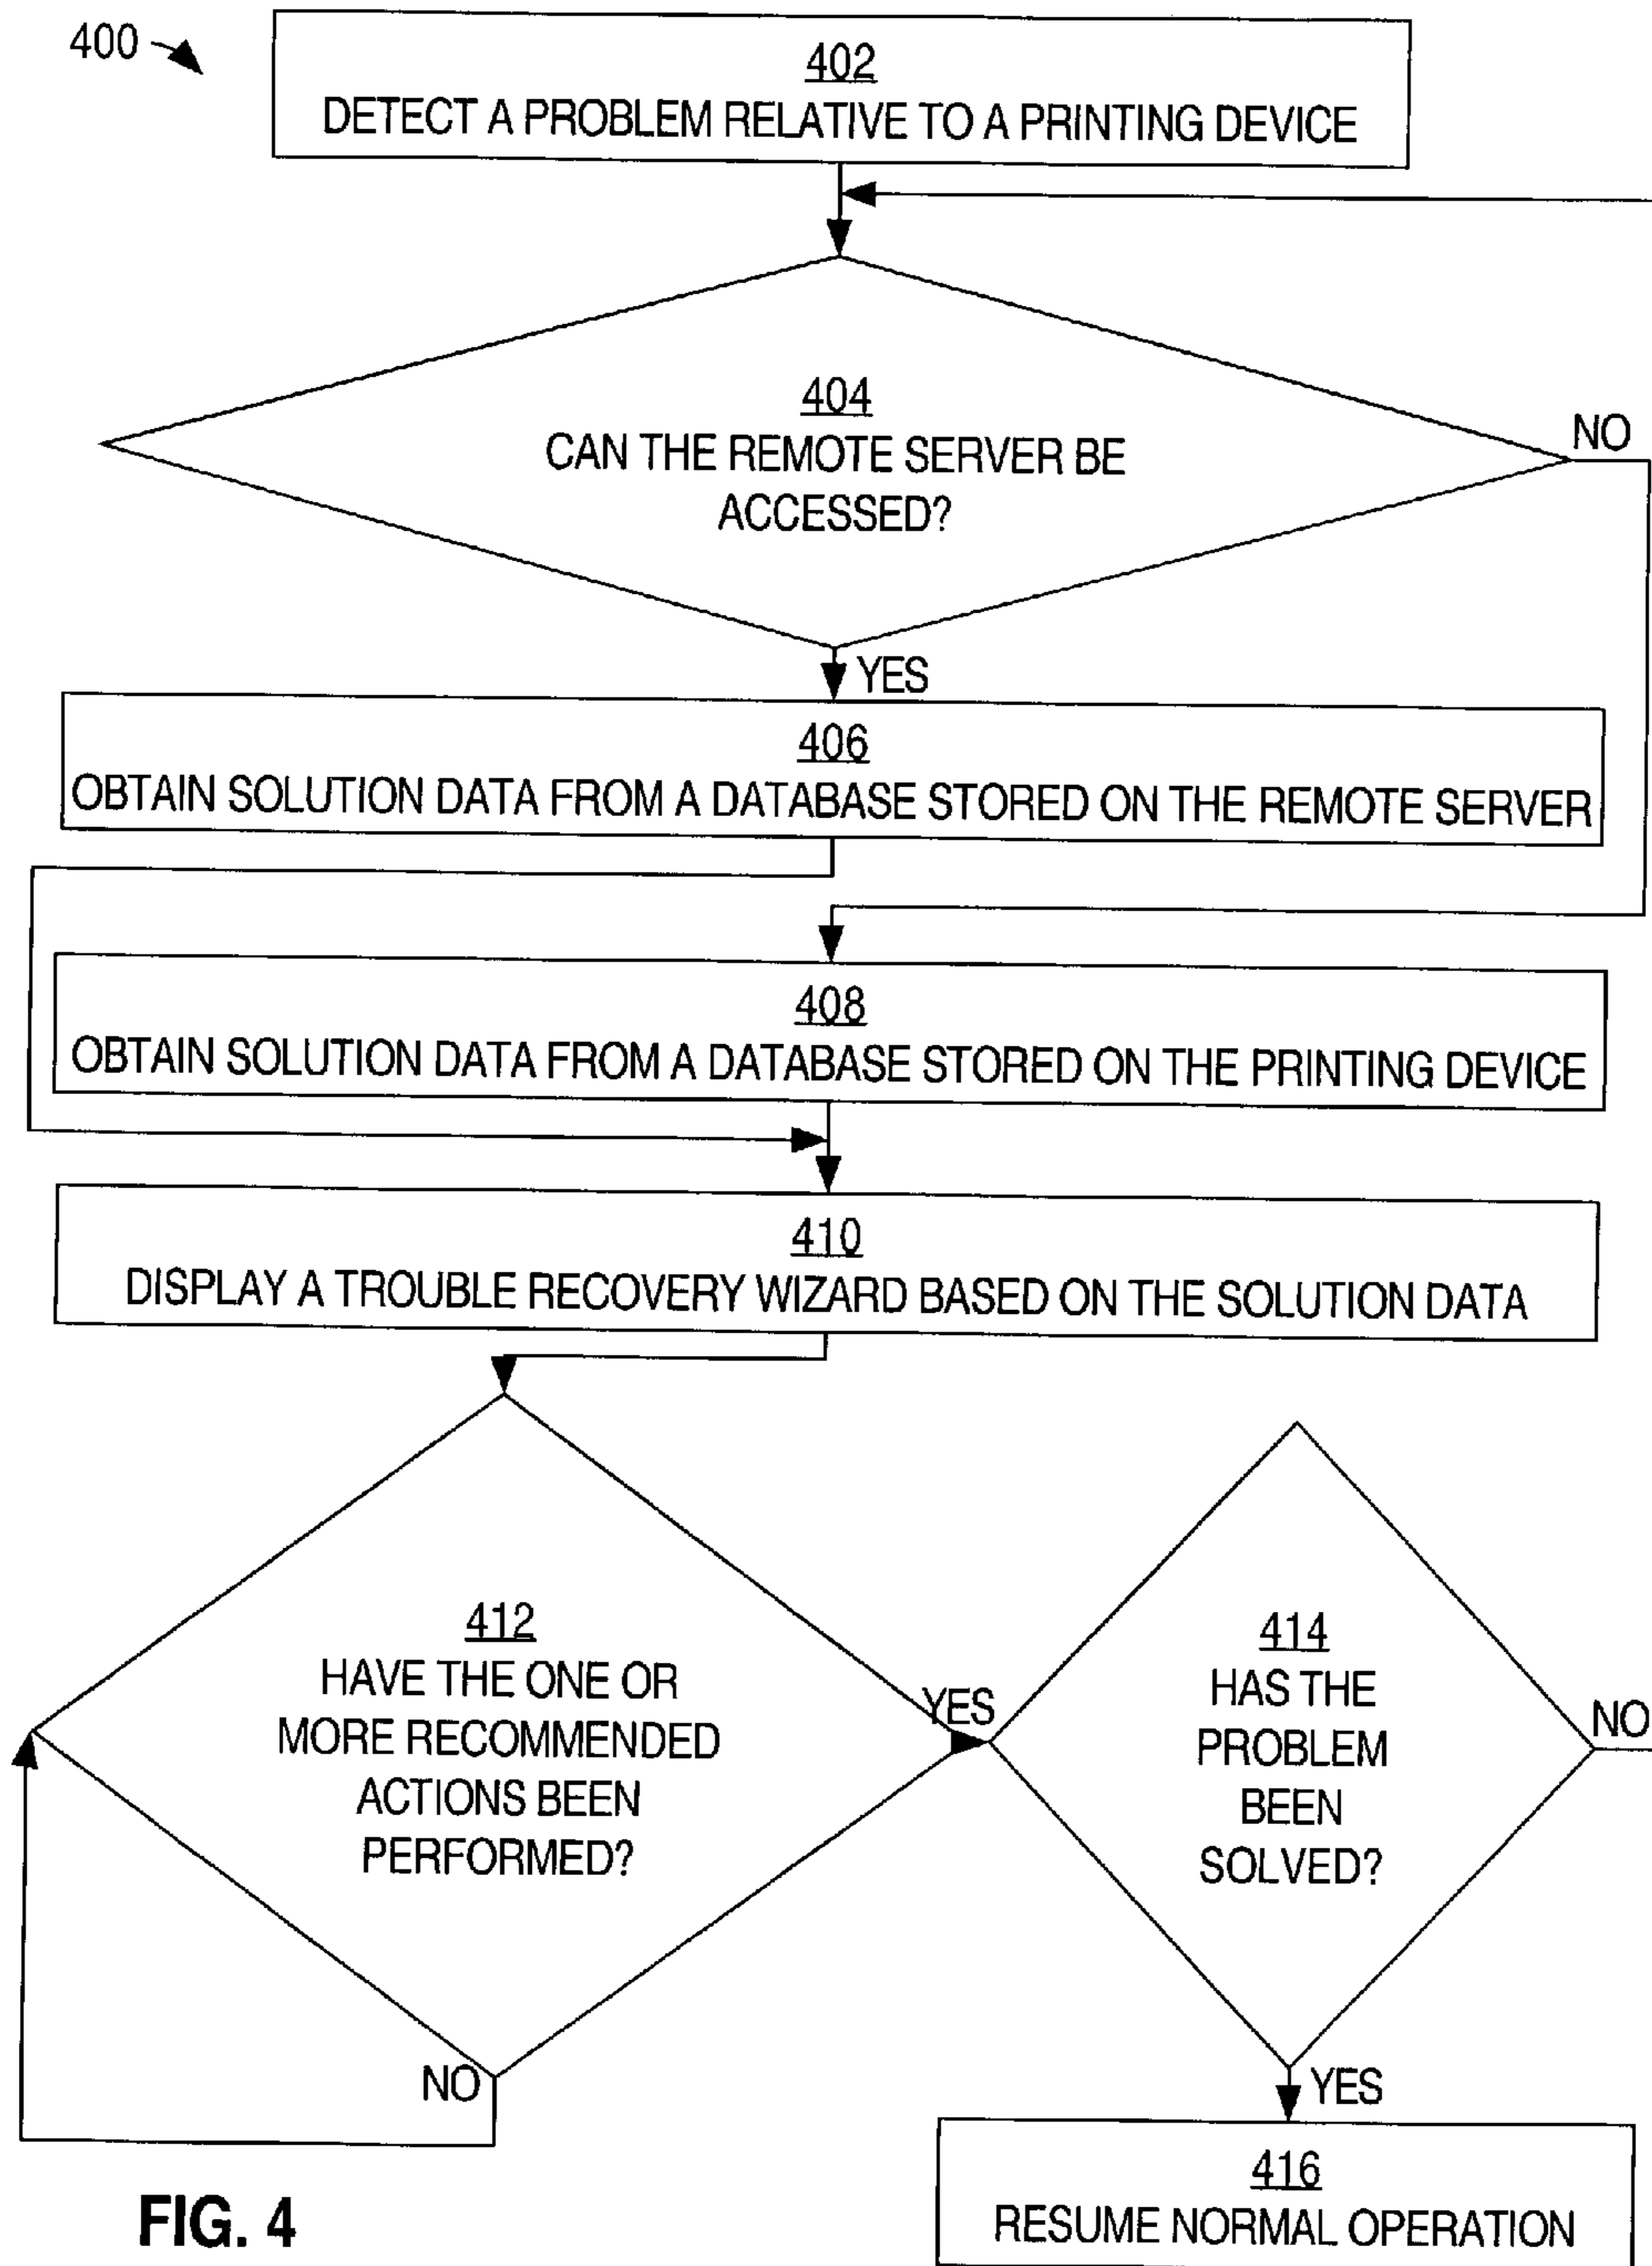 400
402
DETECT A PROBLEM RELATIVE TO A PRINTING DEVICE
404
CAN THE REMOTE SERVER BE
ACCESSED?
NO
YES
406
OBTAIN SOLUTION DATA FROM A DATABASE STORED ON THE REMOTE SERVER
408
OBTAIN SOLUTION DATA FROM A DATABASE STORED ON THE PRINTING DEVICE
410
DISPLAY A TROUBLE RECOVERY WIZARD BASED ON THE SOLUTION DATA
412
HAVE THE ONE OR
MORE RECOMMENDED
ACTIONS BEEN
PERFORMED?
YES
NO
414
HAS THE
PROBLEM
BEEN
SOLVED?
NO
YES
416
RESUME NORMAL OPERATION
FIG. 4